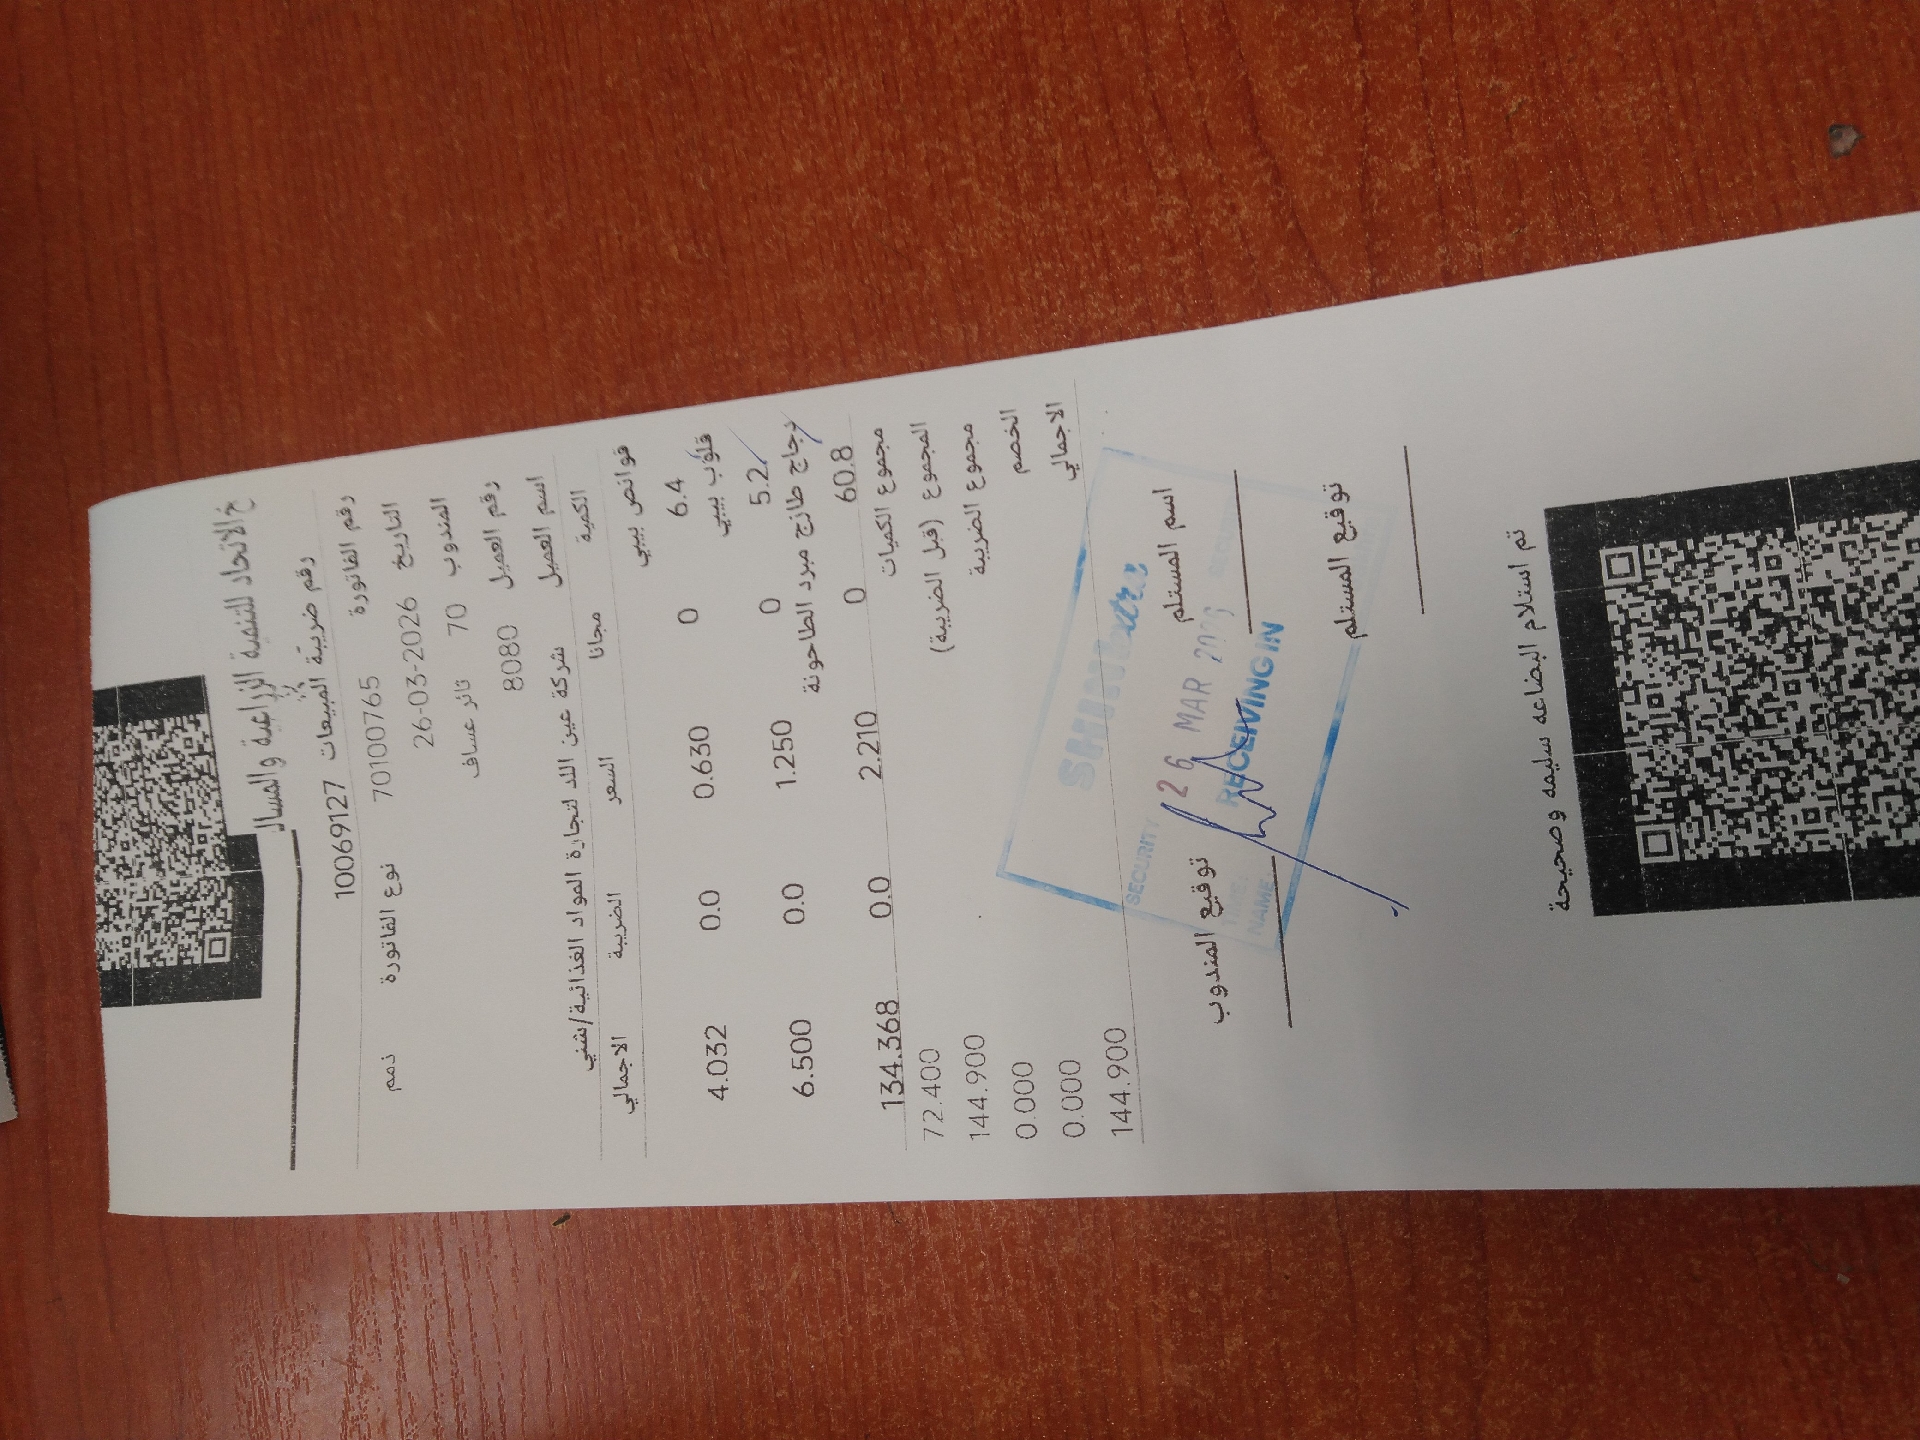 الاتحاد للتنمية الزراعية والمسالـ
رقم ضريبة المبيعات 10069127
رقم الفاتورة 70100765 نوع الفاتورة ذمم
التاريخ 26-03-2026
المندوب 70 ثائر عساف
رقم العميل 8080
اسم العميل شركة عين اللد لتجارة المواد الغذائية/شني
الكمية مجانا السعر الضريبة الاجمالي
قوانص بيبي
6.4 0 0.630 0.0 4.032
قلوب بيبي
5.2 0 1.250 0.0 6.500
دجاج طازج مبرد الطاحونة
60.8 0 2.210 0.0 134.368
مجموع الكميات 72.400
المجموع (قبل الضريبة) 144.900
مجموع الضريبة 0.000
الخصم 0.000
الاجمالي 144.900
SECURITY
26 MAR 2026
RECEIVING IN
NAME
اسم المستلم توقيع المندوب
توقيع المستلم
تم استلام البضاعه سليمه وصحيحة